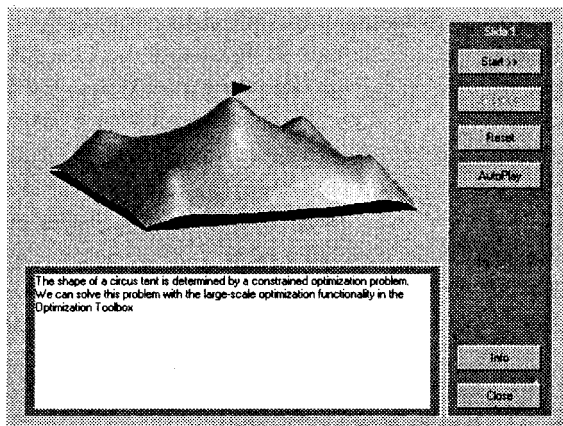 Slide 1
Start >>
Reset
AutoPlay
The shape of a circus tent is determined by a constrained optimization problem.
We can solve this problem with the large-scale optimization functionality in the
Optimization Toolbox
Info
Close